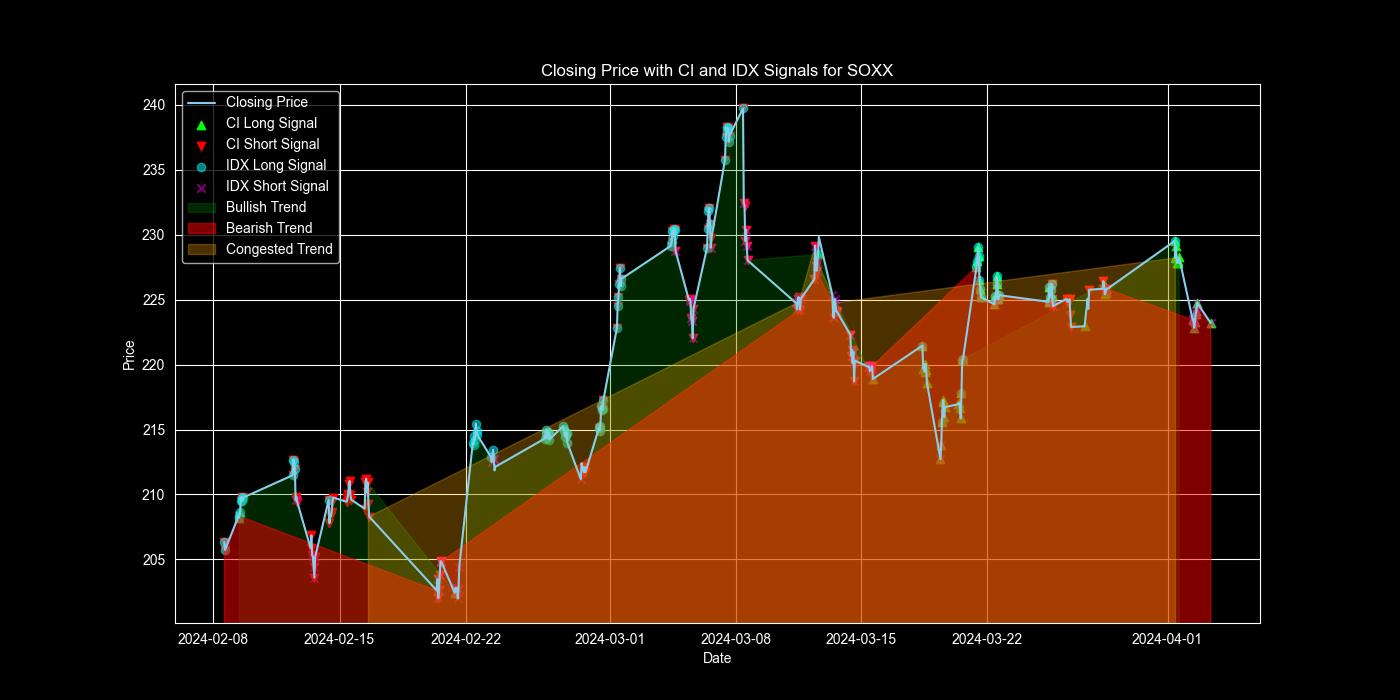 Closing Price with CI and IDX Signals for SOXX
Closing Price
CI Long Signal
CI Short Signal
IDX Long Signal
IDX Short Signal
Bullish Trend
Bearish Trend
Congested Trend
240
235
230
225
220
215
210
205
Price
2024-02-08 2024-02-15 2024-02-22 2024-03-01 2024-03-08 2024-03-15 2024-03-22 2024-04-01
Date